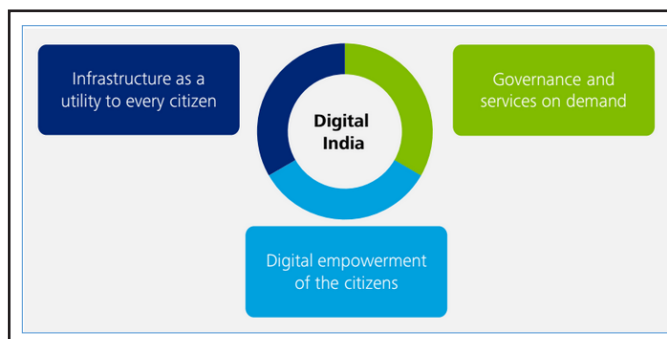 Infrastructure as a
utility to every citizen
Digital
India
Governance and
services on demand
Digital empowerment
of the citizens